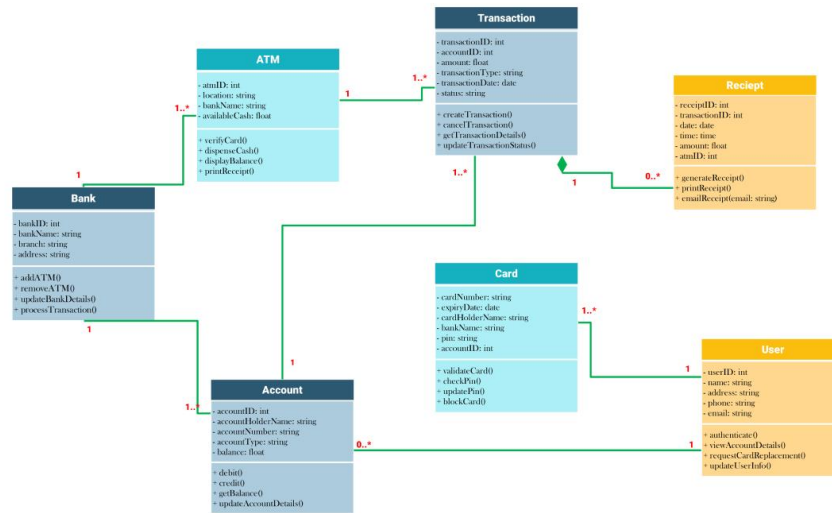 Transaction
- transactionID: int
- accountID: int
- amount: float
- transactionType: string
- transactionDate: date
- status: string
+ createTransaction()
+ cancelTransaction()
+ getTransactionDetails()
+ updateTransactionStatus()
ATM
- atmID: int
- location: string
- bankName: string
- availableCash: float
+ verifyCard()
+ dispenseCash()
+ displayBalance()
+ printReceipt()
1
1..*
1..*
1
1..*
1
0..*
Reciept
- receiptID: int
- transactionID: int
- date: date
- time: time
- amount: float
- atmID: int
+ generateReceipt()
+ printReceipt()
+ emailReceipt(email: string)
Bank
- bankID: int
- bankName: string
- branch: string
- address: string
+ addATM()
+ removeATM()
+ updateBankDetails()
+ processTransaction()
1
1..*
1
Card
- cardNumber: string
- expiryDate: date
- cardHolderName: string
- bankName: string
- pin: string
- accountID: int
+ validateCard()
+ checkPin()
+ updatePin()
+ blockCard()
1..*
1
User
- userID: int
- name: string
- address: string
- phone: string
- email: string
+ authenticate()
+ viewAccountDetails()
+ requestCardReplacement()
+ updateUserInfo()
Account
- accountID: int
- accountHolderName: string
- accountNumber: string
- accountType: string
- balance: float
+ debit()
+ credit()
+ getBalance()
+ updateAccountDetails()
0..*
1